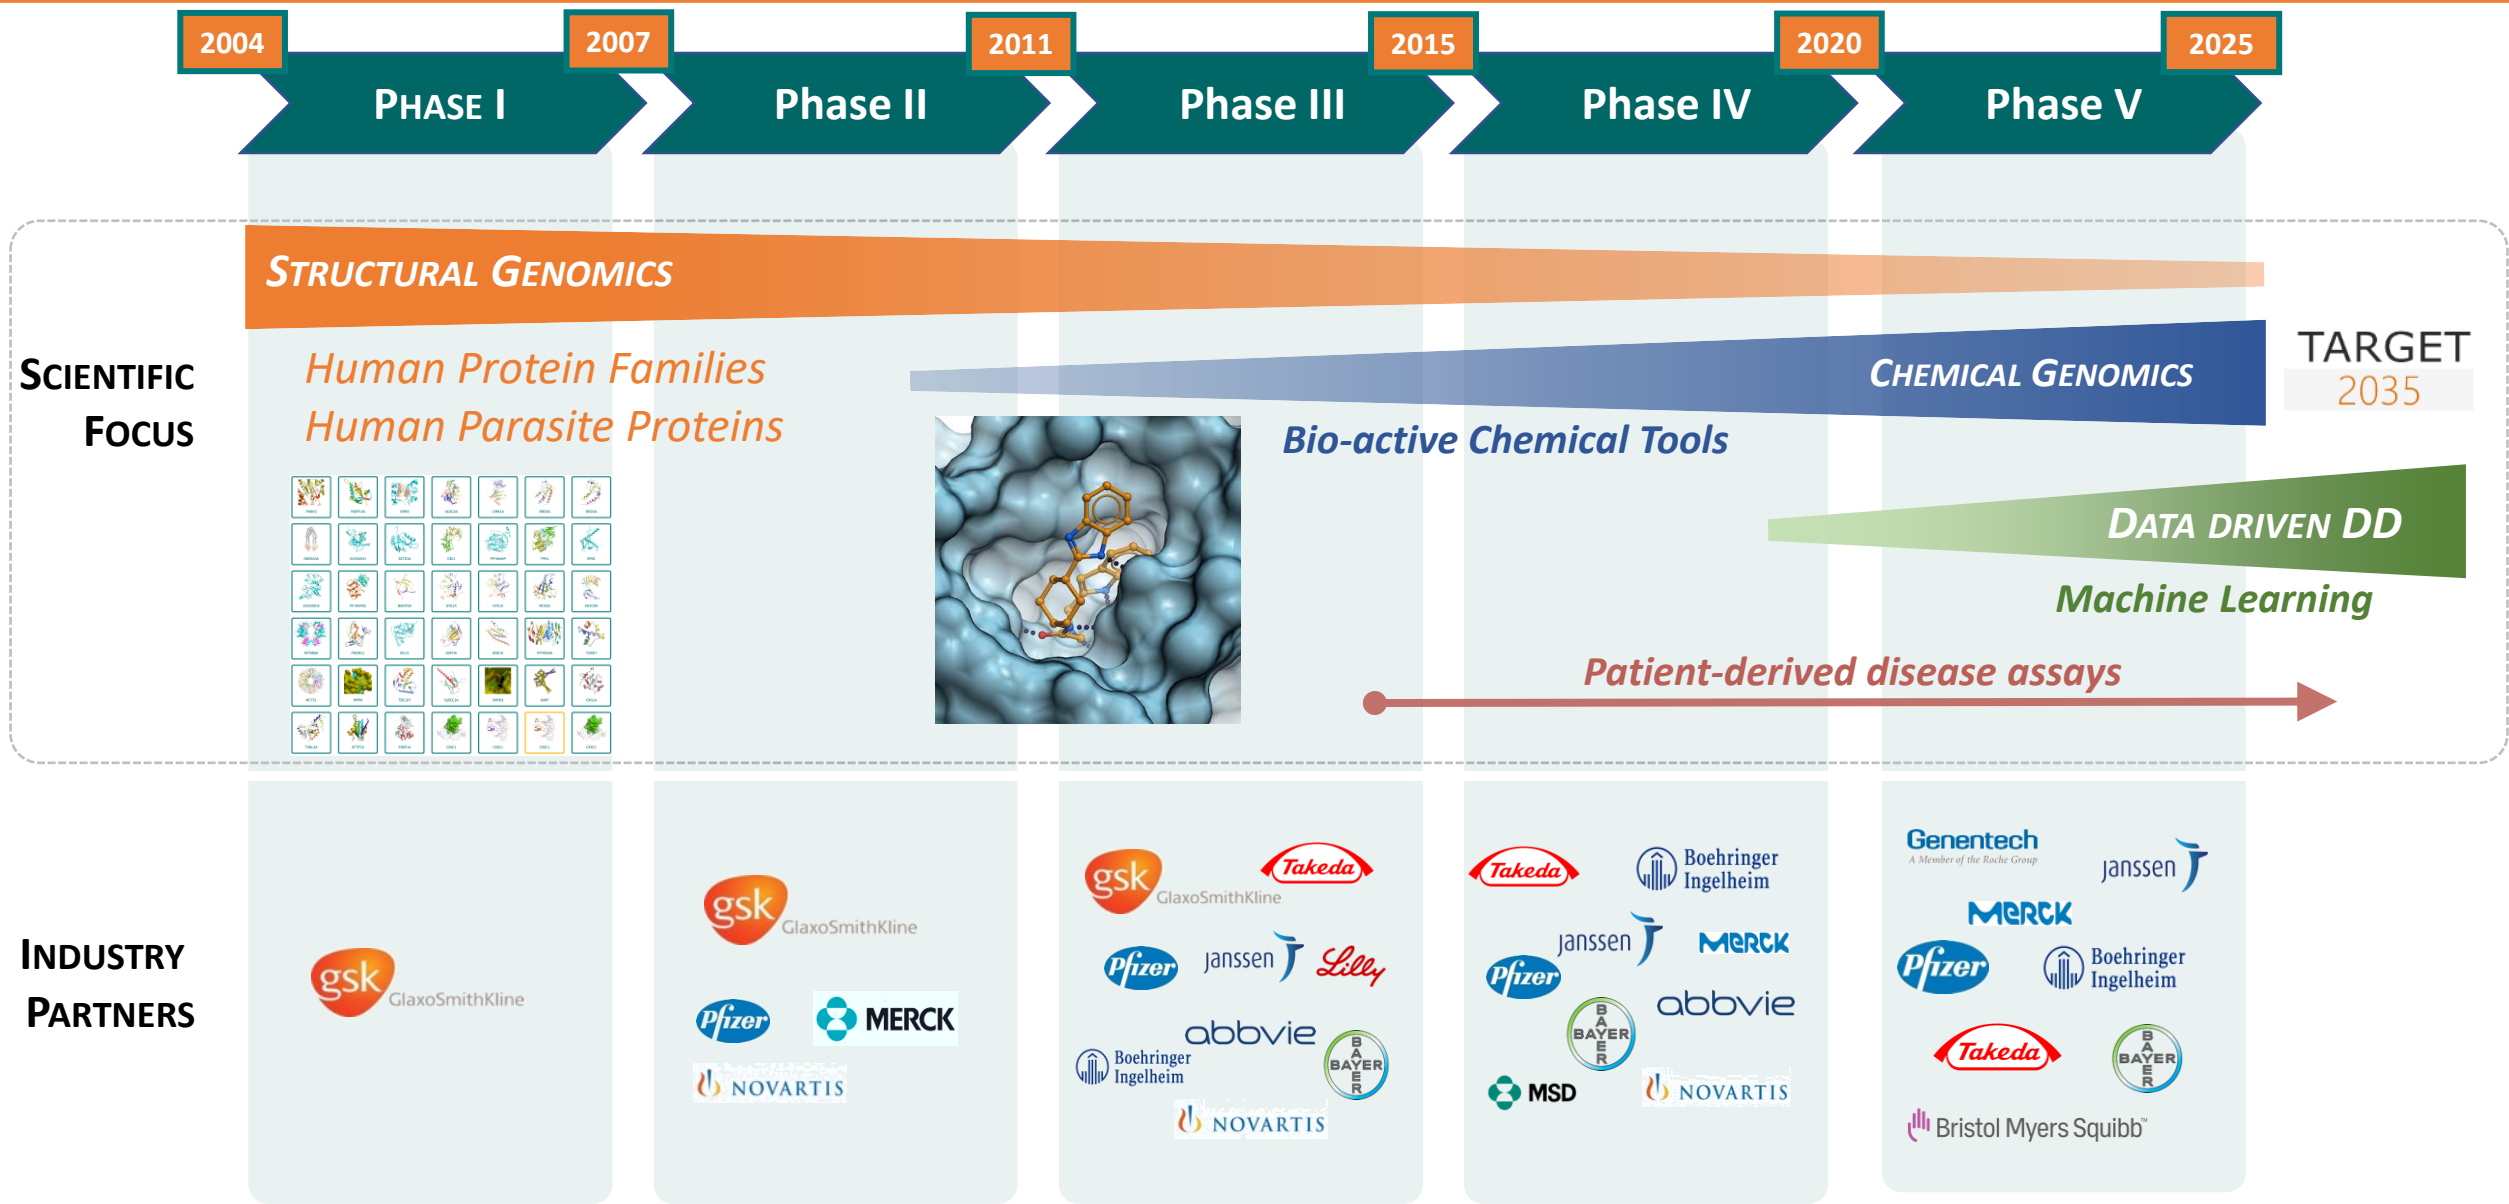 2004
2007
2011
2015
2020
2025
PHASE I
Phase II
Phase III
Phase IV
Phase V
SCIENTIFIC
FOCUS
STRUCTURAL GENOMICS
Human Protein Families
Human Parasite Proteins
CHEMICAL GENOMICS
Bio-active Chemical Tools
TARGET
2035
DATA DRIVEN DD
Machine Learning
Patient-derived disease assays
INDUSTRY
PARTNERS
gsk
GlaxoSmithKline
gsk
GlaxoSmithKline
Pfizer
MERCK
NOVARTIS
gsk
GlaxoSmithKline
Takeda
Pfizer
janssen
Lilly
abbvie
Boehringer
Ingelheim
BAYER
BAYER
NOVARTIS
Takeda
Boehringer
Ingelheim
janssen
MERCK
Pfizer
BAYER
BAYER
abbvie
MSD
NOVARTIS
Genentech
A Member of the Roche Group
janssen
MERCK
Pfizer
Boehringer
Ingelheim
Takeda
BAYER
BAYER
Bristol Myers Squibb™